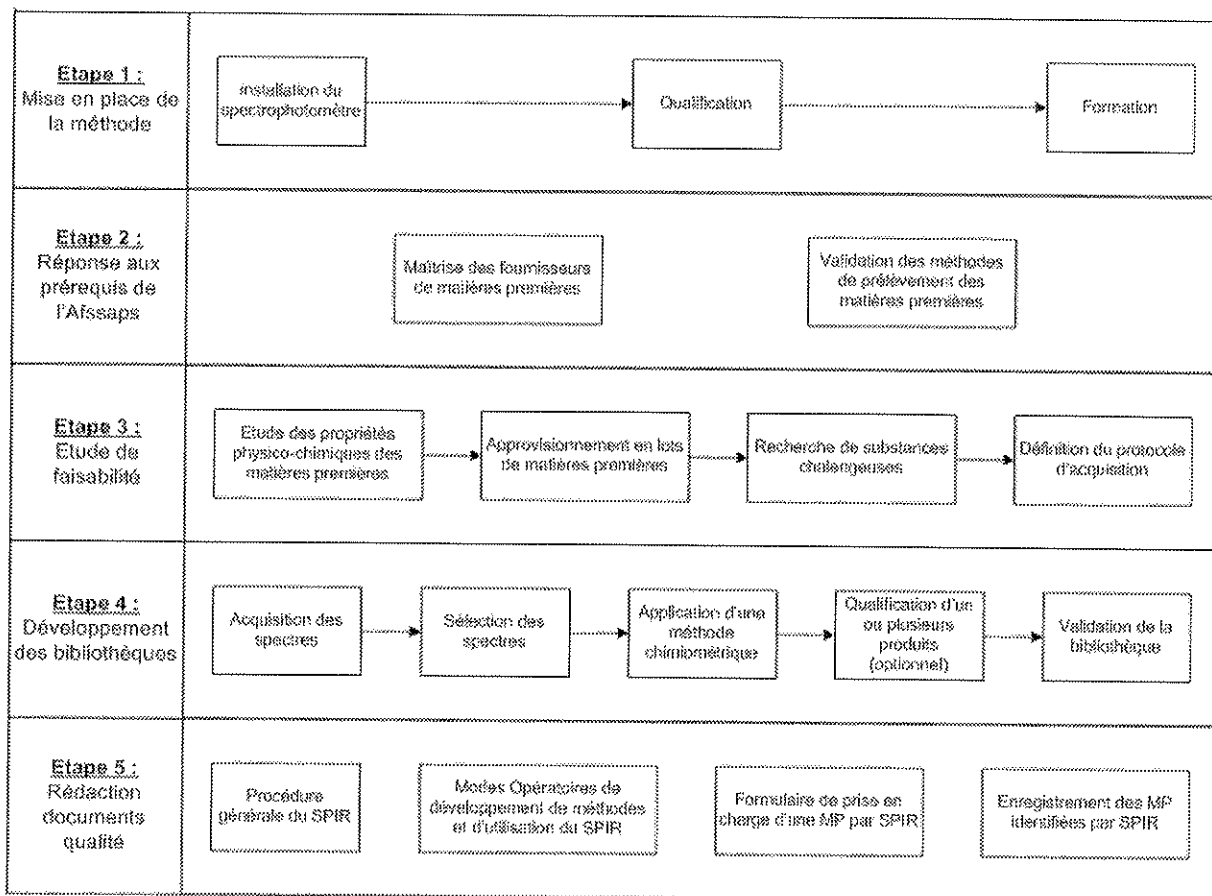 Etape 1 :
Mise en place de
la méthode
installation du
spectrophotomètre
Qualification
Formation
Etape 2 :
Réponse aux
prérequis de
l'Afssaps
Maîtrise des fournisseurs
de matières premières
Validation des méthodes
de prélèvement des
matières premières
Etape 3 :
Etude de
faisabilité
Etude des propriétés
physico-chimiques des
matières premières
Approvisionnement en lots
de matières premières
Recherche de substances
chalengeuses
Définition du protocole
d'acquisition
Etape 4 :
Développement
des bibliothèques
Acquisition des
spectres
Sélection des
spectres
Application d'une
méthode
chimiométrique
Qualification d'un
ou plusieurs
produits
(optionnel)
Validation de la
bibliothèque
Etape 5 :
Rédaction
documents
qualité
Procédure
générale du SPIR
Modes Opératoires de
développement de méthodes
et d'utilisation du SPIR
Formulaire de prise en
charge d'une MP par SPIR
Enregistrement des MP
identifiées par SPIR